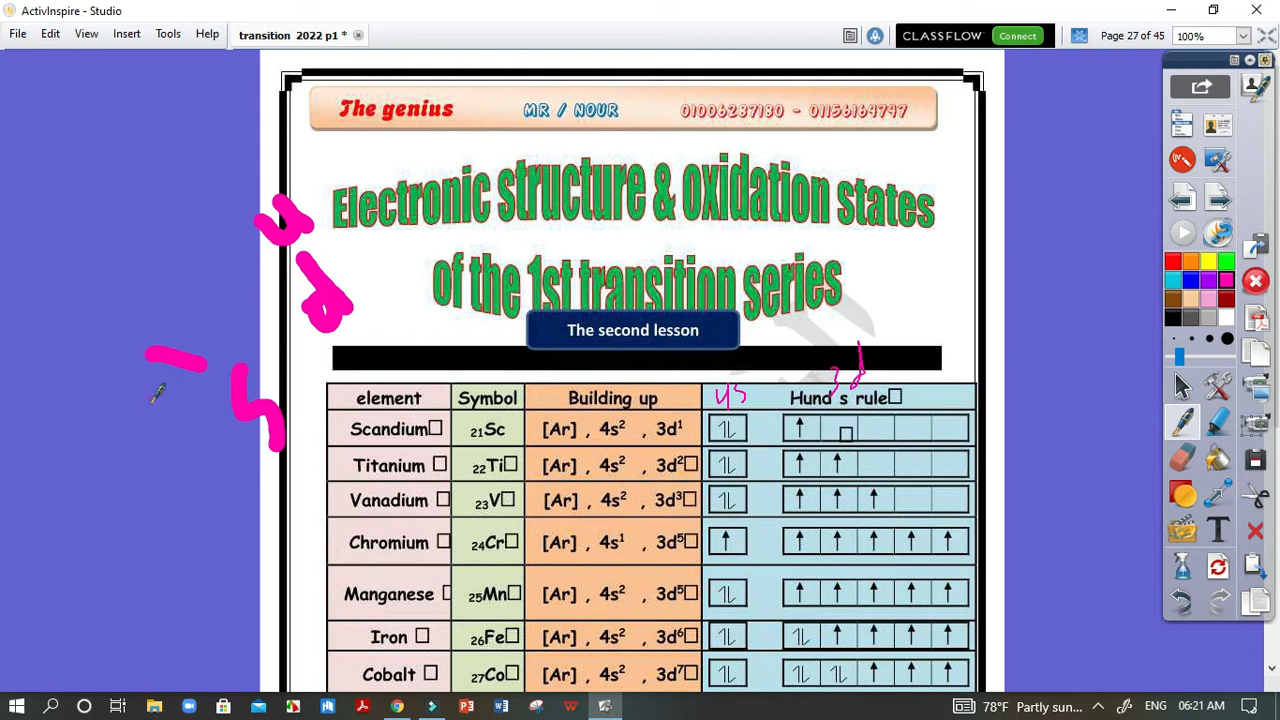 ActivInspire - Studio
File Edit View Insert Tools Help
transition 2022 p1 *
CLASSFLOW Connect
Page 27 of 45
100%
The genius MR / NOUR 01006287180 - 01156164747
Electronic structure & oxidation states
of the 1st transition series
The second lesson
4s 3d
element Symbol Building up Hund s rule
Scandium ₂₁Sc [Ar] , 4s² , 3d¹
Titanium ₂₂Ti [Ar] , 4s² , 3d²
Vanadium ₂₃V [Ar] , 4s² , 3d³
Chromium ₂₄Cr [Ar] , 4s¹ , 3d⁵
Manganese ₂₅Mn [Ar] , 4s² , 3d⁵
Iron ₂₆Fe [Ar] , 4s² , 3d⁶
Cobalt ₂₇Co [Ar] , 4s² , 3d⁷
78°F Partly sun... ENG 06:21 AM